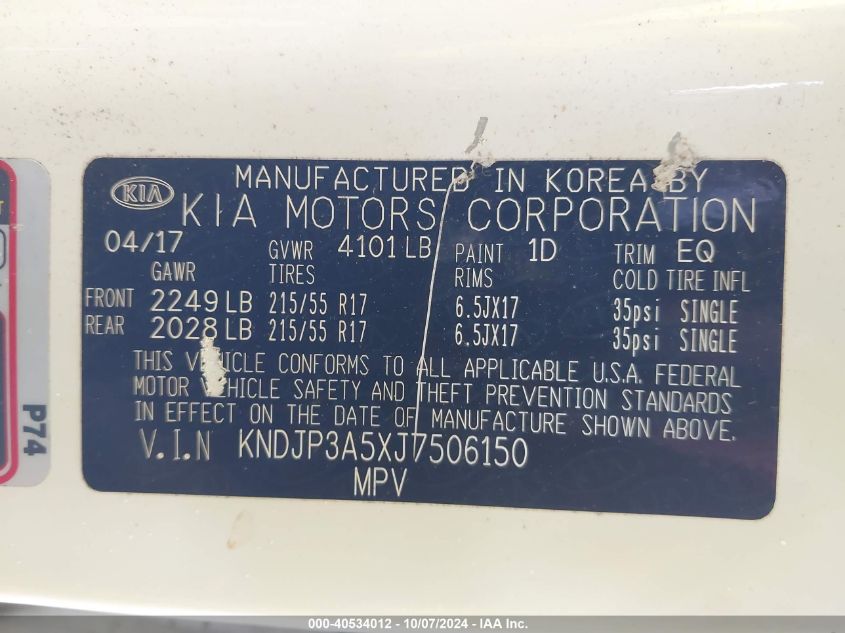 MANUFACTURED IN KOREA BY
KIA
KIA MOTORS CORPORATION
04/17 GVWR 4101 LB PAINT 1D TRIM EQ
GAWR TIRES RIMS COLD TIRE INFL
FRONT 2249 LB 215/55 R17 6.5JX17 35psi SINGLE
REAR 2028 LB 215/55 R17 6.5JX17 35psi SINGLE
THIS VEHICLE CONFORMS TO ALL APPLICABLE U.S.A. FEDERAL
MOTOR VEHICLE SAFETY AND THEFT PREVENTION STANDARDS
IN EFFECT ON THE DATE OF MANUFACTURE SHOWN ABOVE.
V.I.N KNDJP3A5XJ7506150
MPV
P74
000-40534012 - 10/07/2024 - IAA Inc.